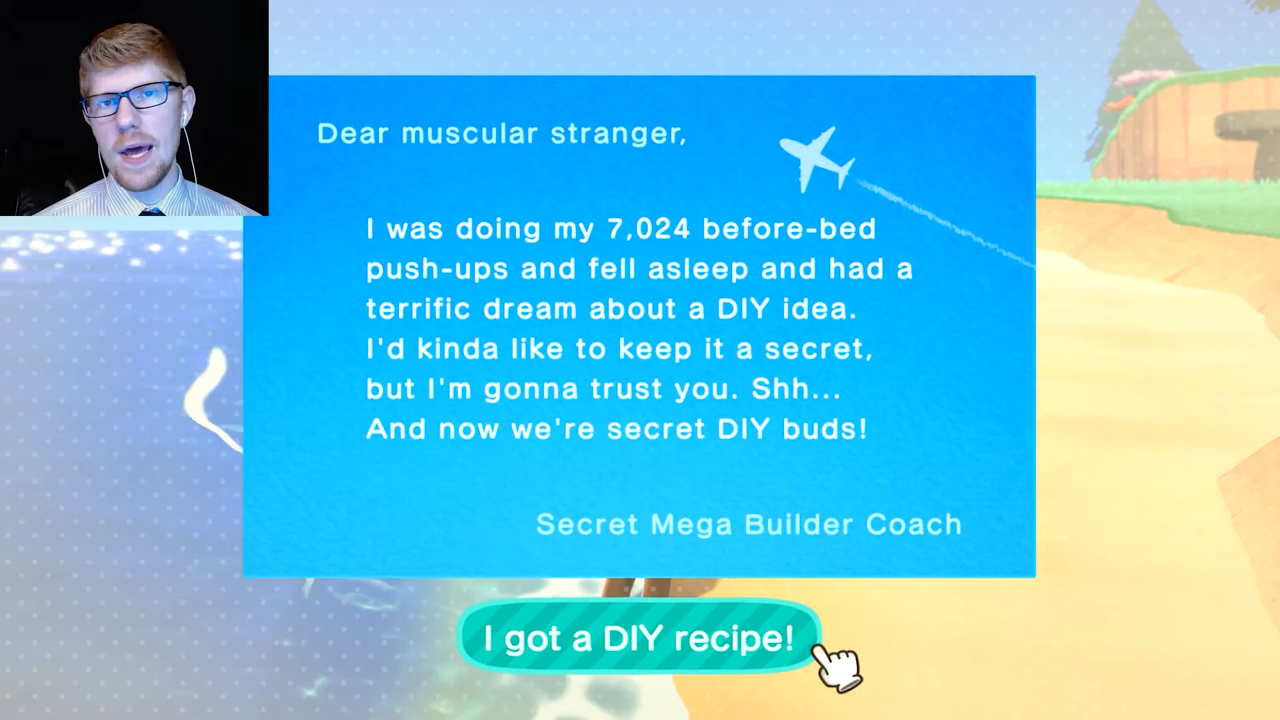 Dear muscular stranger,
I was doing my 7,024 before-bed
push-ups and fell asleep and had a
terrific dream about a DIY idea.
I'd kinda like to keep it a secret,
but I'm gonna trust you. Shh...
And now we're secret DIY buds!
Secret Mega Builder Coach
I got a DIY recipe!